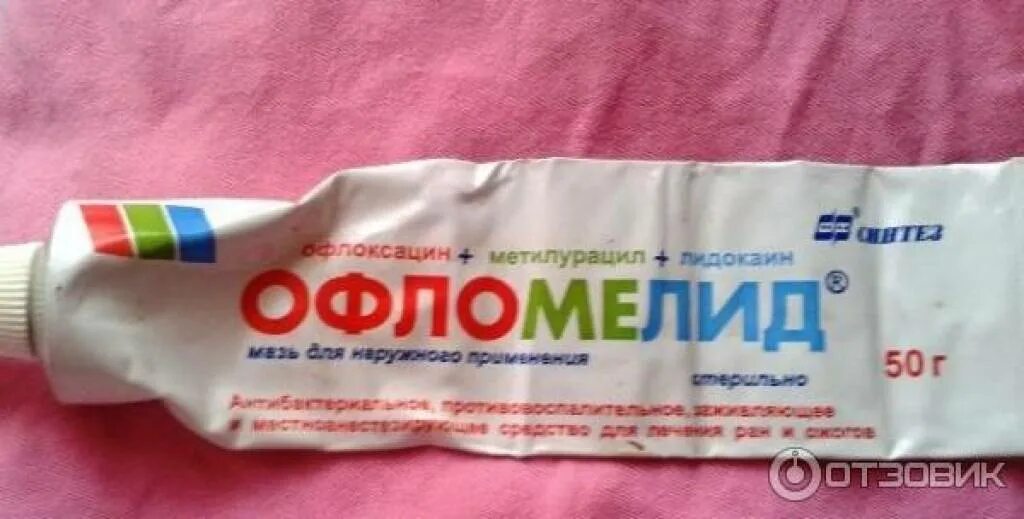 СИНТЕЗ
офлоксацин + метилурацил + лидокаин
ОФЛОМЕЛИД®
мазь для наружного применения
стерильно
50 г
Антибактериальное, противовоспалительное, заживляющее
и местноанестезирующее средство для лечения ран и ожогов
ОТЗОВИК